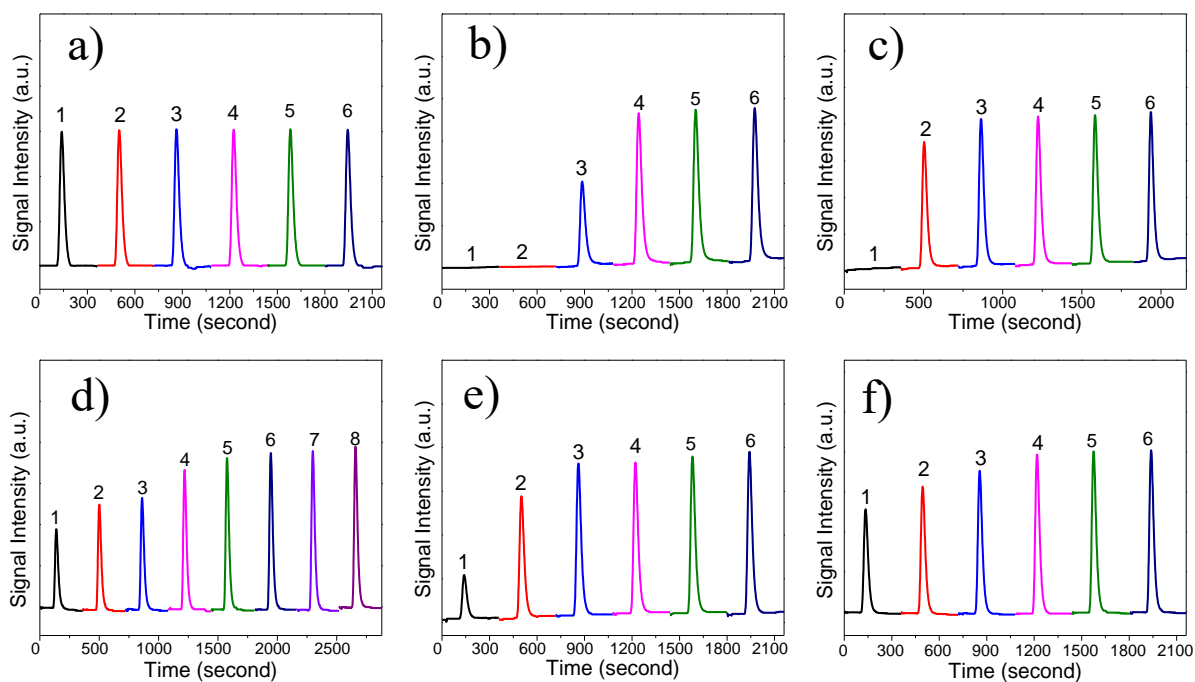 a)
Signal Intensity (a.u.)
1 2 3 4 5 6
0 300 600 900 1200 1500 1800 2100
Time (second)
b)
Signal Intensity (a.u.)
1 2 3 4 5 6
0 300 600 900 1200 1500 1800 2100
Time (second)
c)
Signal Intensity (a.u.)
1 2 3 4 5 6
0 500 1000 1500 2000
Time (second)
d)
Signal Intensity (a.u.)
1 2 3 4 5 6 7 8
0 500 1000 1500 2000 2500
Time (second)
e)
Signal Intensity (a.u.)
1 2 3 4 5 6
0 300 600 900 1200 1500 1800 2100
Time (second)
f)
Signal Intensity (a.u.)
1 2 3 4 5 6
0 300 600 900 1200 1500 1800 2100
Time (second)